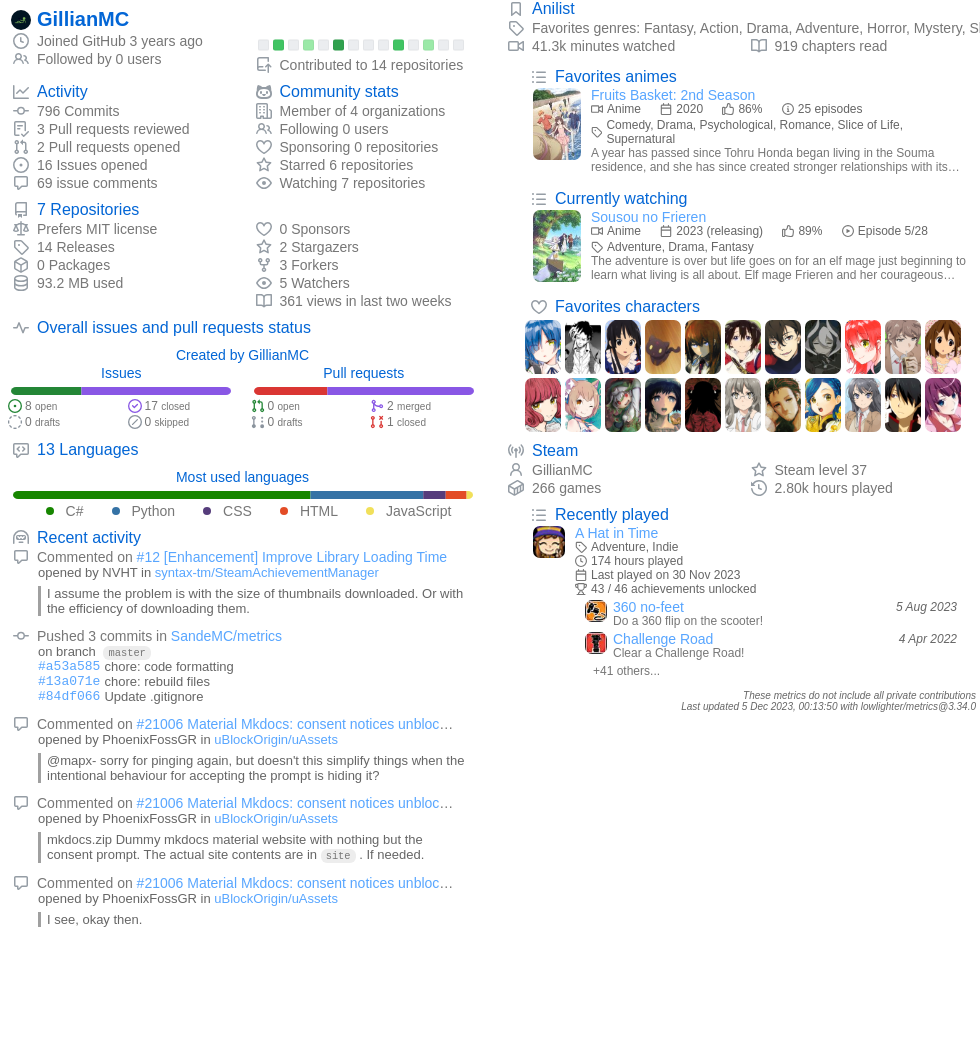 GillianMC
Joined GitHub 3 years ago
Followed by 0 users
Contributed to 14 repositories
Activity
796 Commits
3 Pull requests reviewed
2 Pull requests opened
16 Issues opened
69 issue comments
Community stats
Member of 4 organizations
Following 0 users
Sponsoring 0 repositories
Starred 6 repositories
Watching 7 repositories
7 Repositories
Prefers MIT license
14 Releases
0 Packages
93.2 MB used
0 Sponsors
2 Stargazers
3 Forkers
5 Watchers
361 views in last two weeks
Overall issues and pull requests status
Created by GillianMC
Issues
8 open
17 closed
0 drafts
0 skipped
Pull requests
0 open
2 merged
0 drafts
1 closed
13 Languages
Most used languages
C# Python CSS HTML JavaScript
Recent activity
Commented on #12 [Enhancement] Improve Library Loading Time
opened by NVHT in syntax-tm/SteamAchievementManager
I assume the problem is with the size of thumbnails downloaded. Or with
the efficiency of downloading them.
Pushed 3 commits in SandeMC/metrics
on branch master
#a53a585 chore: code formatting
#13a071e chore: rebuild files
#84df066 Update .gitignore
Commented on #21006 Material Mkdocs: consent notices unbloc…
opened by PhoenixFossGR in uBlockOrigin/uAssets
@mapx- sorry for pinging again, but doesn't this simplify things when the
intentional behaviour for accepting the prompt is hiding it?
Commented on #21006 Material Mkdocs: consent notices unbloc…
opened by PhoenixFossGR in uBlockOrigin/uAssets
mkdocs.zip Dummy mkdocs material website with nothing but the
consent prompt. The actual site contents are in site . If needed.
Commented on #21006 Material Mkdocs: consent notices unbloc…
opened by PhoenixFossGR in uBlockOrigin/uAssets
I see, okay then.
Anilist
Favorites genres: Fantasy, Action, Drama, Adventure, Horror, Mystery,
41.3k minutes watched
919 chapters read
Favorites animes
Fruits Basket: 2nd Season
Anime 2020 86% 25 episodes
Comedy, Drama, Psychological, Romance, Slice of Life,
Supernatural
A year has passed since Tohru Honda began living in the Souma
residence, and she has since created stronger relationships with its…
Currently watching
Sousou no Frieren
Anime 2023 (releasing) 89% Episode 5/28
Adventure, Drama, Fantasy
The adventure is over but life goes on for an elf mage just beginning to
learn what living is all about. Elf mage Frieren and her courageous…
Favorites characters
Steam
GillianMC
Steam level 37
266 games
2.80k hours played
Recently played
A Hat in Time
Adventure, Indie
174 hours played
Last played on 30 Nov 2023
43 / 46 achievements unlocked
360 no-feet 5 Aug 2023
Do a 360 flip on the scooter!
Challenge Road 4 Apr 2022
Clear a Challenge Road!
+41 others...
These metrics do not include all private contributions
Last updated 5 Dec 2023, 00:13:50 with lowlighter/metrics@3.34.0